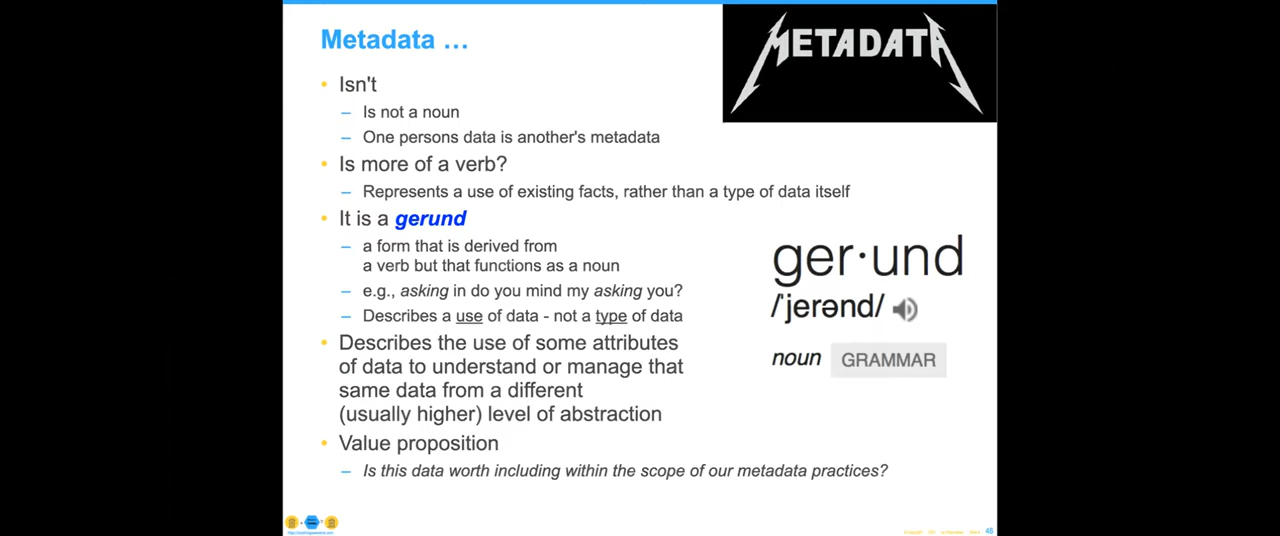 Metadata …
METADATA
• Isn't
– Is not a noun
– One persons data is another's metadata
• Is more of a verb?
– Represents a use of existing facts, rather than a type of data itself
• It is a gerund
– a form that is derived from
a verb but that functions as a noun
– e.g., asking in do you mind my asking you?
– Describes a use of data - not a type of data
• Describes the use of some attributes
of data to understand or manage that
same data from a different
(usually higher) level of abstraction
• Value proposition
– Is this data worth including within the scope of our metadata practices?
ger·und
/ˈjerənd/
noun GRAMMAR
48